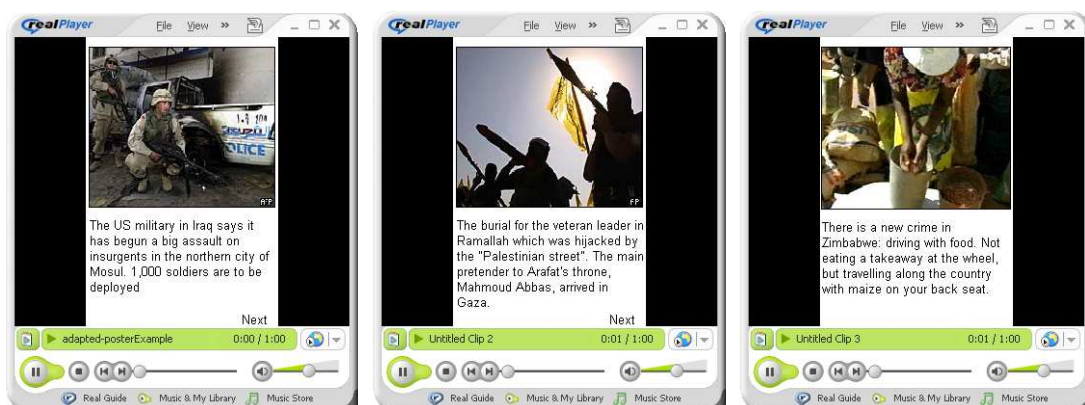 realPlayer File View »
AFP
1-9 108
POLICE
The US military in Iraq says it
has begun a big assault on
insurgents in the northern city of
Mosul. 1,000 soldiers are to be
deployed
Next
adapted-posterExample 0:00 / 1:00
Real Guide Music & My Library Music Store
realPlayer File View »
FP
The burial for the veteran leader in
Ramallah which was hijacked by
the "Palestinian street". The main
pretender to Arafat's throne,
Mahmoud Abbas, arrived in
Gaza.
Next
Untitled Clip 2 0:01 / 1:00
Real Guide Music & My Library Music Store
realPlayer File View »
There is a new crime in
Zimbabwe: driving with food. Not
eating a takeaway at the wheel,
but travelling along the country
with maize on your back seat.
Untitled Clip 3 0:01 / 1:00
Real Guide Music & My Library Music Store